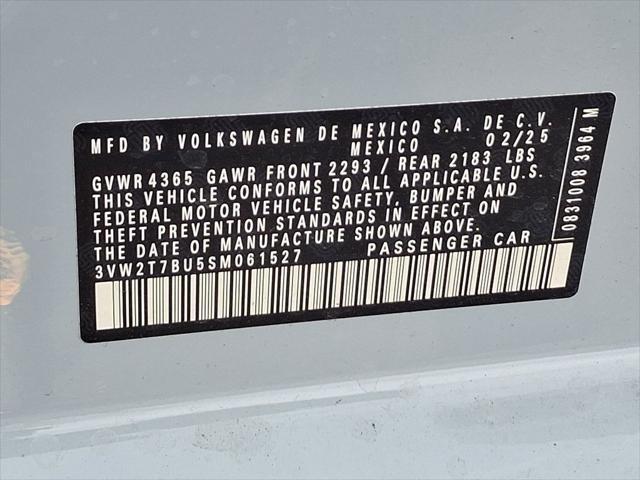 MFD BY VOLKSWAGEN DE MEXICO S.A. DE C.V.
MEXICO 02/25
GVWR 4365 GAWR FRONT 2293 / REAR 2183 LBS
THIS VEHICLE CONFORMS TO ALL APPLICABLE U.S.
FEDERAL MOTOR VEHICLE SAFETY, BUMPER AND
THEFT PREVENTION STANDARDS IN EFFECT ON
THE DATE OF MANUFACTURE SHOWN ABOVE.
3VW2T7BU5SM061527 PASSENGER CAR
0831008 3964 M